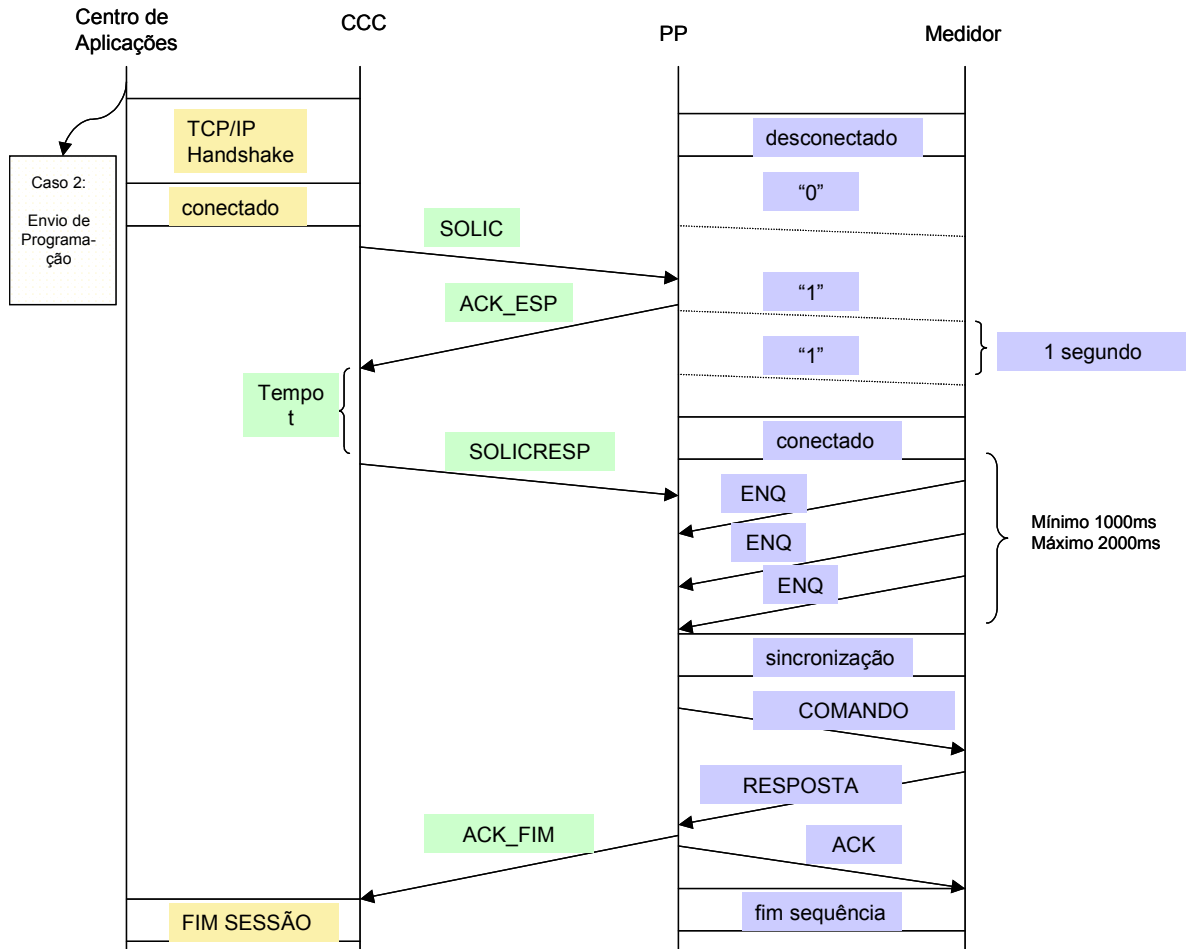 Centro de
Aplicações
CCC
PP
Medidor
TCP/IP
Handshake
desconectado
Caso 2:
Envio de
Programa-
ção
conectado
“0”
SOLIC
ACK_ESP
“1”
“1”
1 segundo
Tempo
t
conectado
SOLICRESP
ENQ
ENQ
ENQ
Mínimo 1000ms
Máximo 2000ms
sincronização
COMANDO
RESPOSTA
ACK_FIM
ACK
FIM SESSÃO
fim sequência